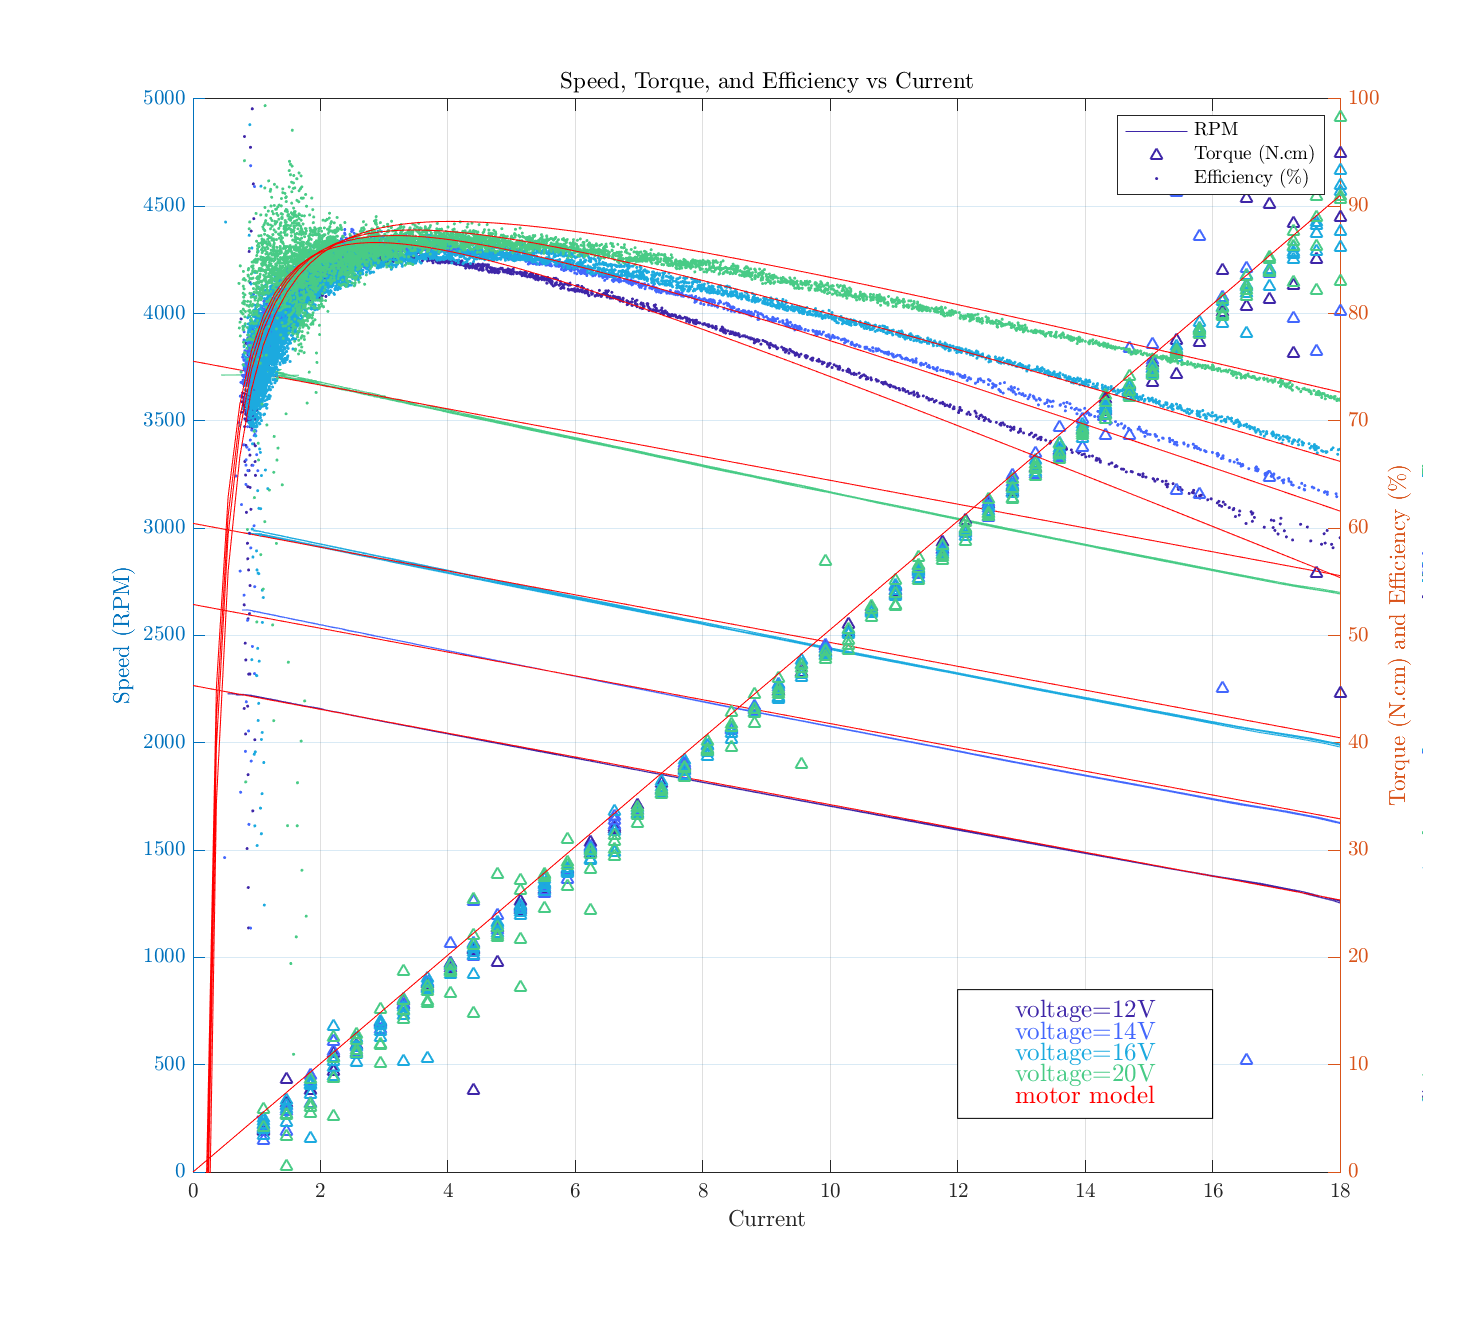 Speed, Torque, and Efficiency vs Current
5000
4500
4000
3500
3000
2500
2000
1500
1000
500
0
Speed (RPM)
RPM
Torque (N.cm)
Efficiency (%)
voltage=12V
voltage=14V
voltage=16V
voltage=20V
motor model
100
90
80
70
60
50
40
30
20
10
0
Torque (N.cm) and Efficiency (%)
0 2 4 6 8 10 12 14 16 18
Current